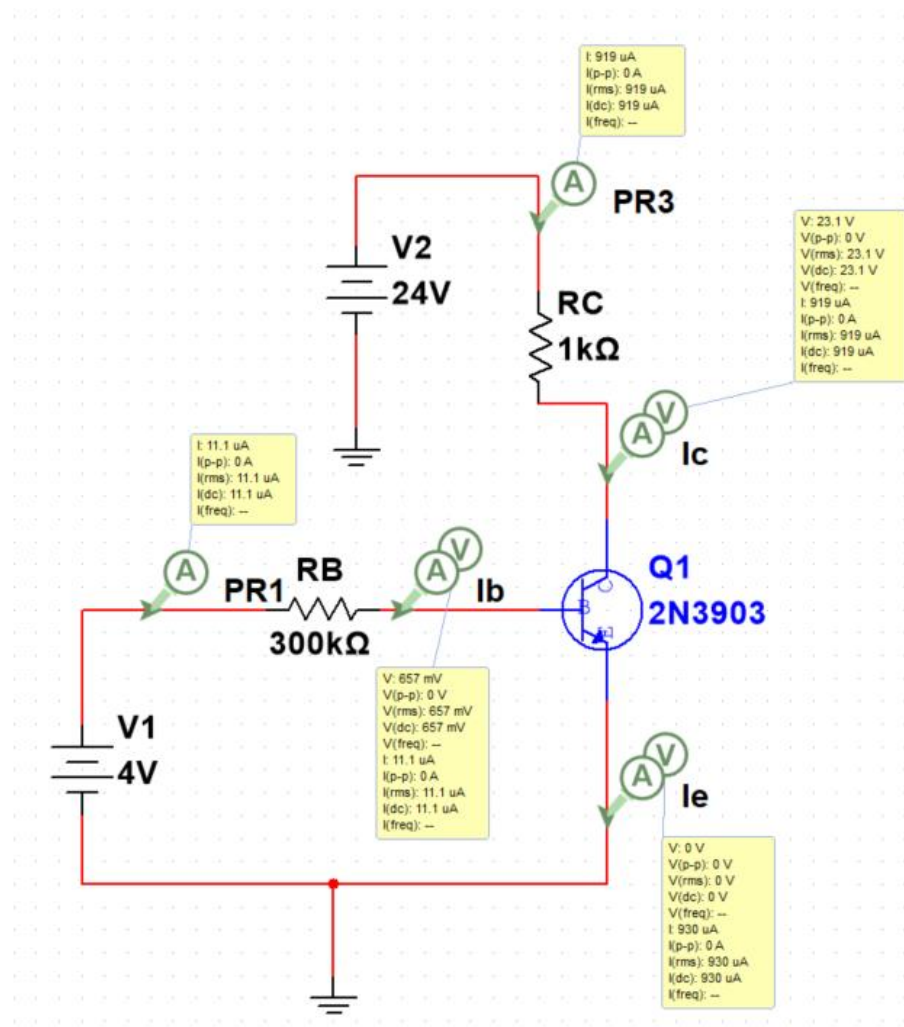 I: 919 uA
I(p-p): 0 A
I(rms): 919 uA
I(dc): 919 uA
I(freq): --
A
PR3
V2
24V
RC
1kΩ
V: 23.1 V
V(p-p): 0 V
V(rms): 23.1 V
V(dc): 23.1 V
V(freq): --
I: 919 uA
I(p-p): 0 A
I(rms): 919 uA
I(dc): 919 uA
I(freq): --
V
A
Ic
I: 11.1 uA
I(p-p): 0 A
I(rms): 11.1 uA
I(dc): 11.1 uA
I(freq): --
A
PR1
RB
300kΩ
V
A
Ib
Q1
2N3903
C
B
E
V: 657 mV
V(p-p): 0 V
V(rms): 657 mV
V(dc): 657 mV
V(freq): --
I: 11.1 uA
I(p-p): 0 A
I(rms): 11.1 uA
I(dc): 11.1 uA
I(freq): --
V1
4V
V
A
Ie
V: 0 V
V(p-p): 0 V
V(rms): 0 V
V(dc): 0 V
V(freq): --
I: 930 uA
I(p-p): 0 A
I(rms): 930 uA
I(dc): 930 uA
I(freq): --